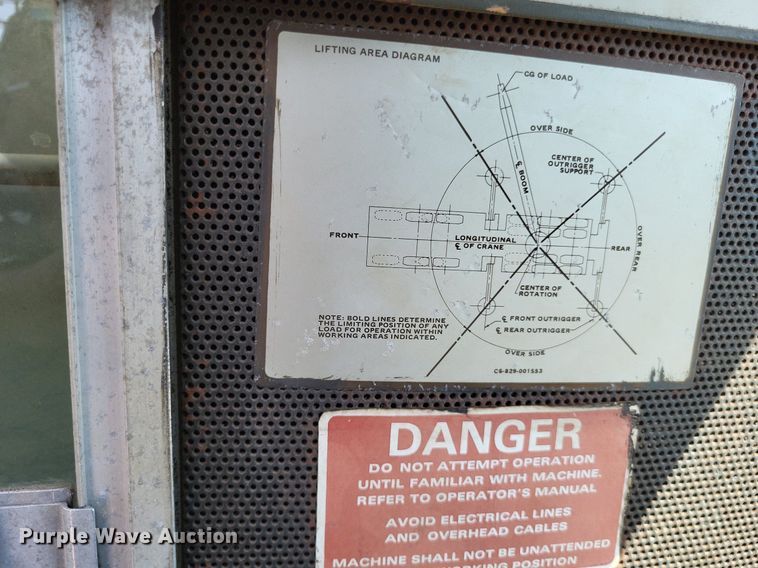 LIFTING AREA DIAGRAM
CG OF LOAD
OVER SIDE
℄ BOOM
CENTER OF
OUTRIGGER
SUPPORT
FRONT
LONGITUDINAL
℄ OF CRANE
REAR
OVER REAR
CENTER OF
ROTATION
℄ FRONT OUTRIGGER
℄ REAR OUTRIGGER
OVER SIDE
NOTE: BOLD LINES DETERMINE
THE LIMITING POSITION OF ANY
LOAD FOR OPERATION WITHIN
WORKING AREAS INDICATED.
C6-829-001553
DANGER
DO NOT ATTEMPT OPERATION
UNTIL FAMILIAR WITH MACHINE.
REFER TO OPERATOR'S MANUAL
AVOID ELECTRICAL LINES
AND OVERHEAD CABLES
MACHINE SHALL NOT BE UNATTENDED
WORKING POSITION
Purple Wave Auction